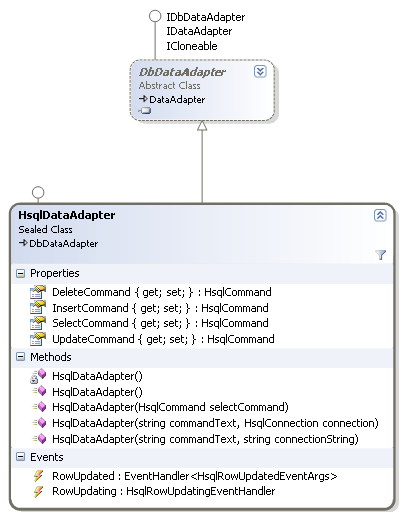 IDbDataAdapter
IDataAdapter
ICloneable
DbDataAdapter
Abstract Class
DataAdapter
HsqlDataAdapter
Sealed Class
DbDataAdapter
Properties
DeleteCommand { get; set; } : HsqlCommand
InsertCommand { get; set; } : HsqlCommand
SelectCommand { get; set; } : HsqlCommand
UpdateCommand { get; set; } : HsqlCommand
Methods
HsqlDataAdapter()
HsqlDataAdapter()
HsqlDataAdapter(HsqlCommand selectCommand)
HsqlDataAdapter(string commandText, HsqlConnection connection)
HsqlDataAdapter(string commandText, string connectionString)
Events
RowUpdated : EventHandler<HsqlRowUpdatedEventArgs>
RowUpdating : HsqlRowUpdatingEventHandler